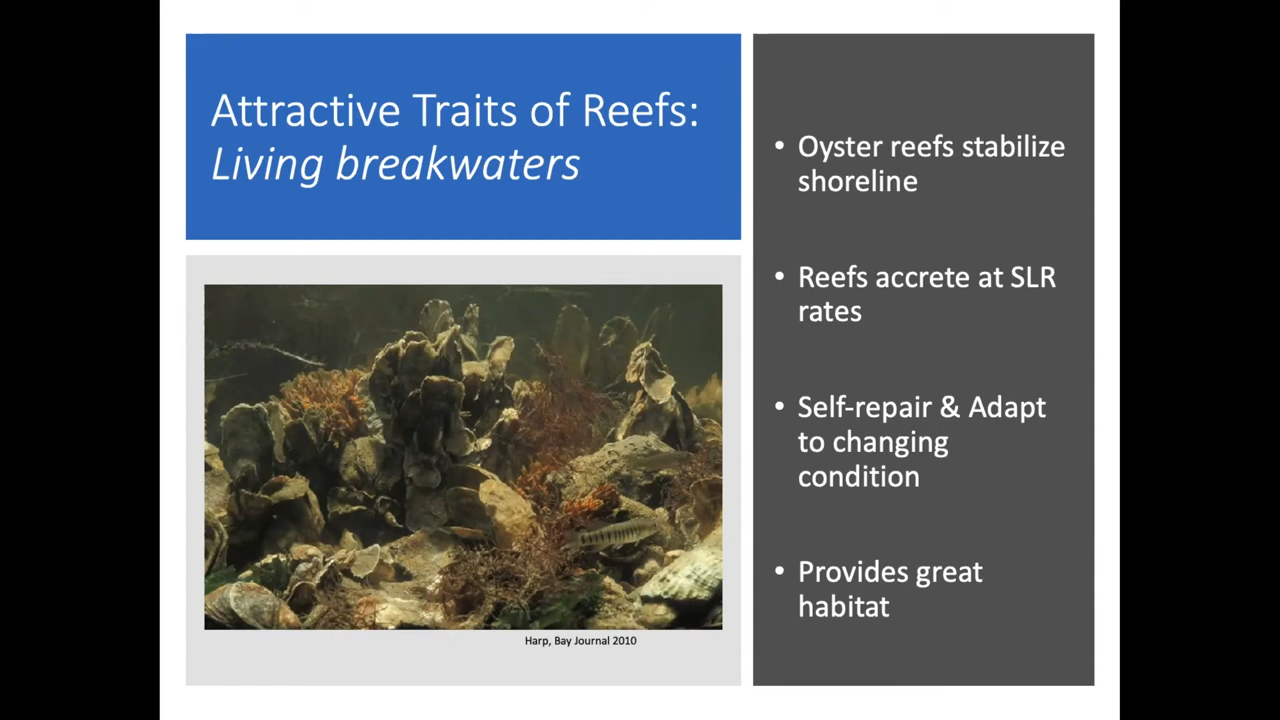 Attractive Traits of Reefs:
Living breakwaters
• Oyster reefs stabilize
shoreline
• Reefs accrete at SLR
rates
• Self-repair & Adapt
to changing
condition
• Provides great
habitat
Harp, Bay Journal 2010